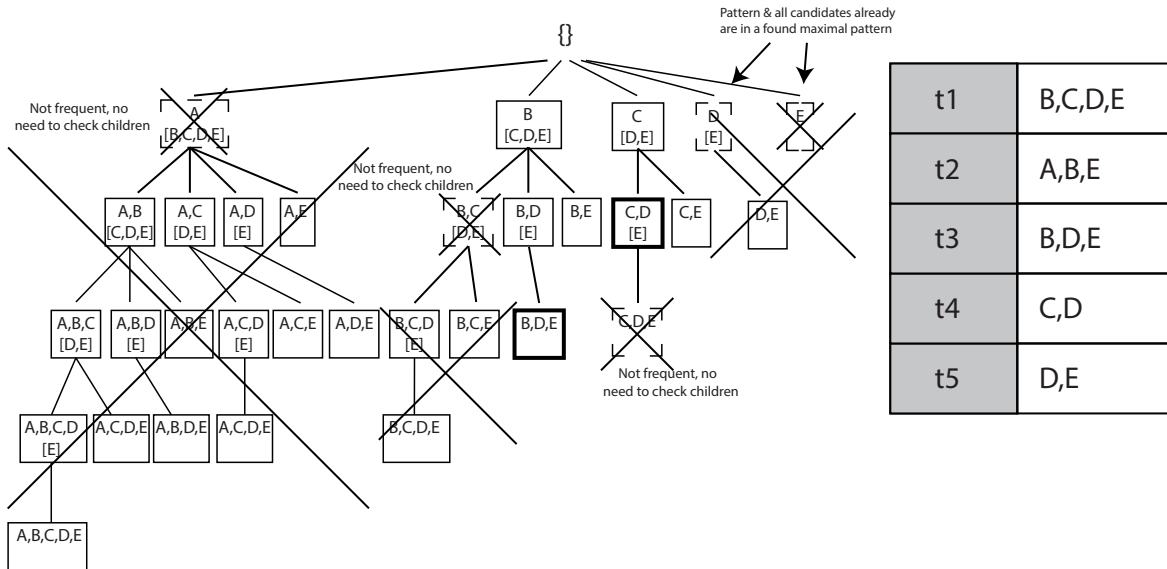 Pattern & all candidates already
are in a found maximal pattern
{}
Not frequent, no
need to check children
A
[B,C,D,E]
B
[C,D,E]
C
[D,E]
D
[E]
E
Not frequent, no
need to check children
A,B
[C,D,E]
A,C
[D,E]
A,D
[E]
A,E
B,C
[D,E]
B,D
[E]
B,E
C,D
[E]
C,E
D,E
A,B,C
[D,E]
A,B,D
[E]
A,B,E
A,C,D
[E]
A,C,E
A,D,E
B,C,D
[E]
B,C,E
B,D,E
C,D,E
Not frequent, no
need to check children
A,B,C,D
[E]
A,C,D,E
A,B,D,E
A,C,D,E
B,C,D,E
A,B,C,D,E
t1 B,C,D,E
t2 A,B,E
t3 B,D,E
t4 C,D
t5 D,E